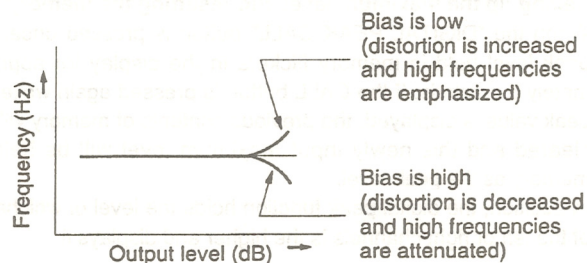 Bias is low
(distortion is increased
and high frequencies
are emphasized)
Frequency (Hz)
Bias is high
(distortion is decreased
and high frequencies
are attenuated)
Output level (dB)